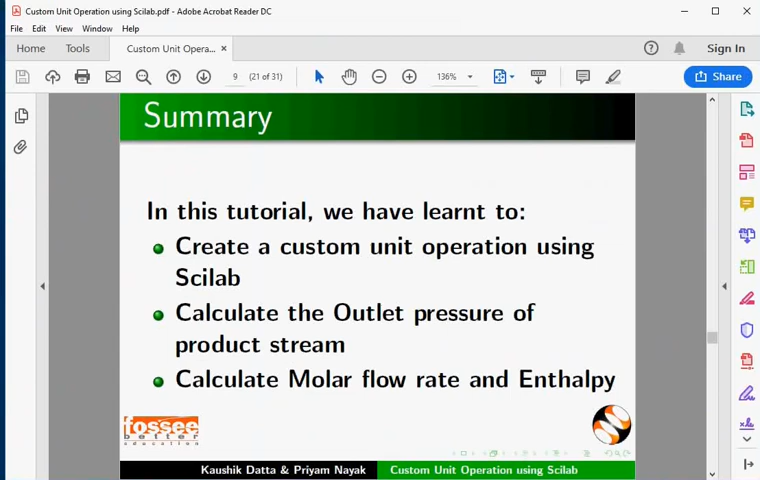 Custom Unit Operation using Scilab.pdf - Adobe Acrobat Reader DC
File Edit View Window Help
Home Tools Custom Unit Opera... × Sign In
9 (21 of 31) 136% Share
Summary
In this tutorial, we have learnt to:
Create a custom unit operation using
Scilab
Calculate the Outlet pressure of
product stream
Calculate Molar flow rate and Enthalpy
fossee
better
education
Kaushik Datta & Priyam Nayak Custom Unit Operation using Scilab